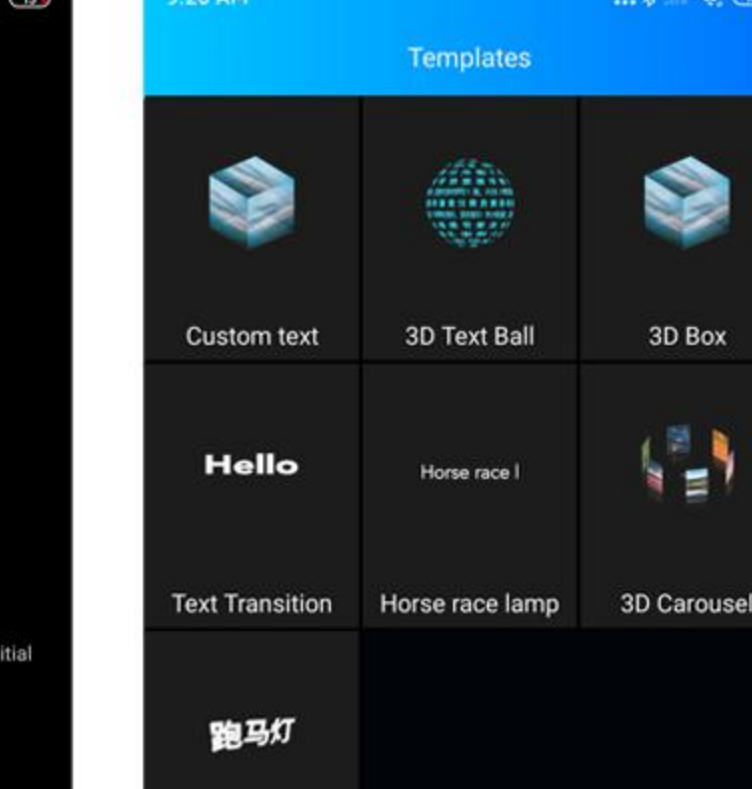 Templates
Custom text
3D Text Ball
3D Box
Hello
Horse race l
Text Transition
Horse race lamp
3D Carousel
itial
跑马灯